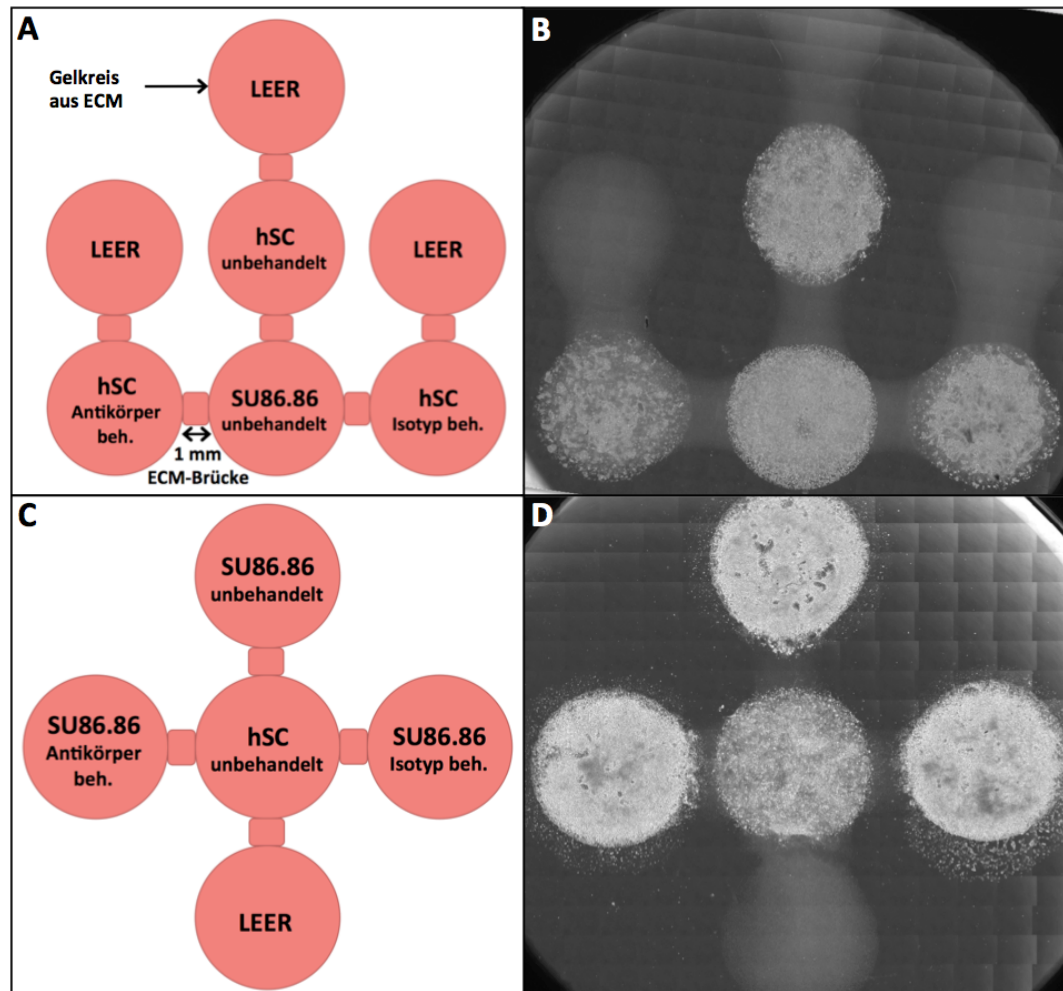 A
Gelkreis
aus ECM
LEER
LEER
hSC
unbehandelt
LEER
hSC
Antikörper
beh.
SU86.86
unbehandelt
hSC
Isotyp beh.
1 mm
ECM-Brücke
B
C
SU86.86
unbehandelt
SU86.86
Antikörper
beh.
hSC
unbehandelt
SU86.86
Isotyp beh.
LEER
D